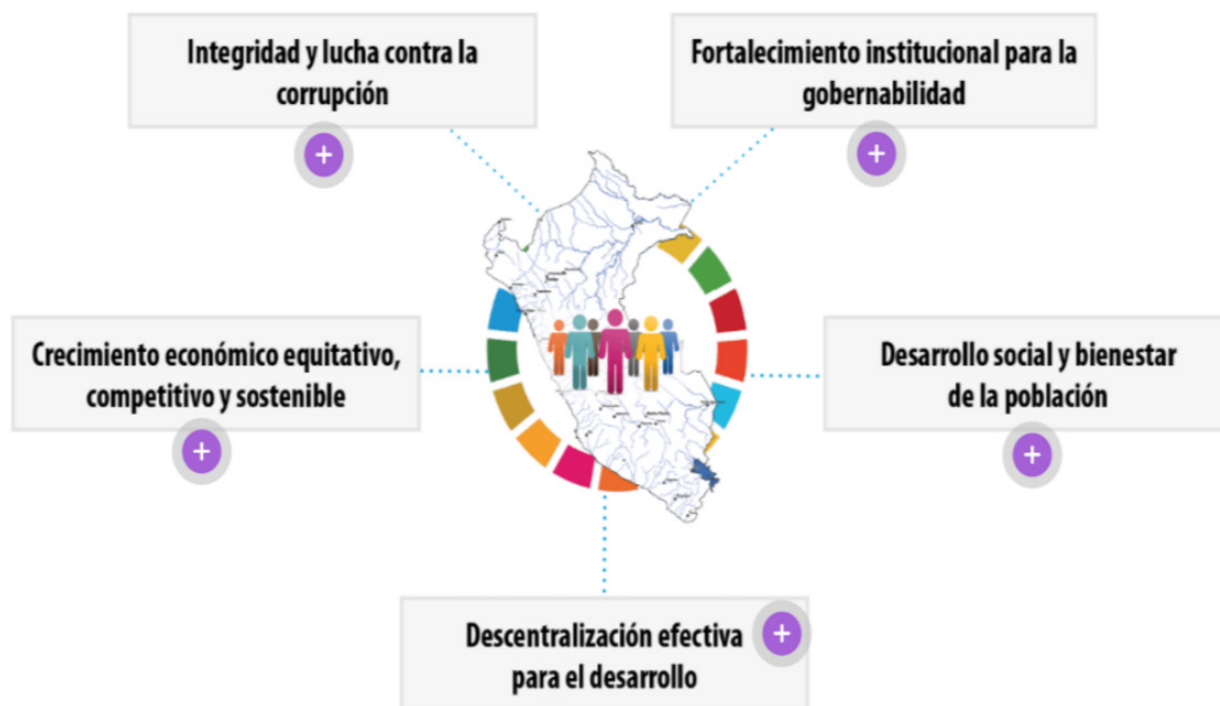 Integridad y lucha contra la
corrupción
+
Fortalecimiento institucional para la
gobernabilidad
+
Crecimiento económico equitativo,
competitivo y sostenible
+
Desarrollo social y bienestar
de la población
+
Descentralización efectiva
para el desarrollo
+